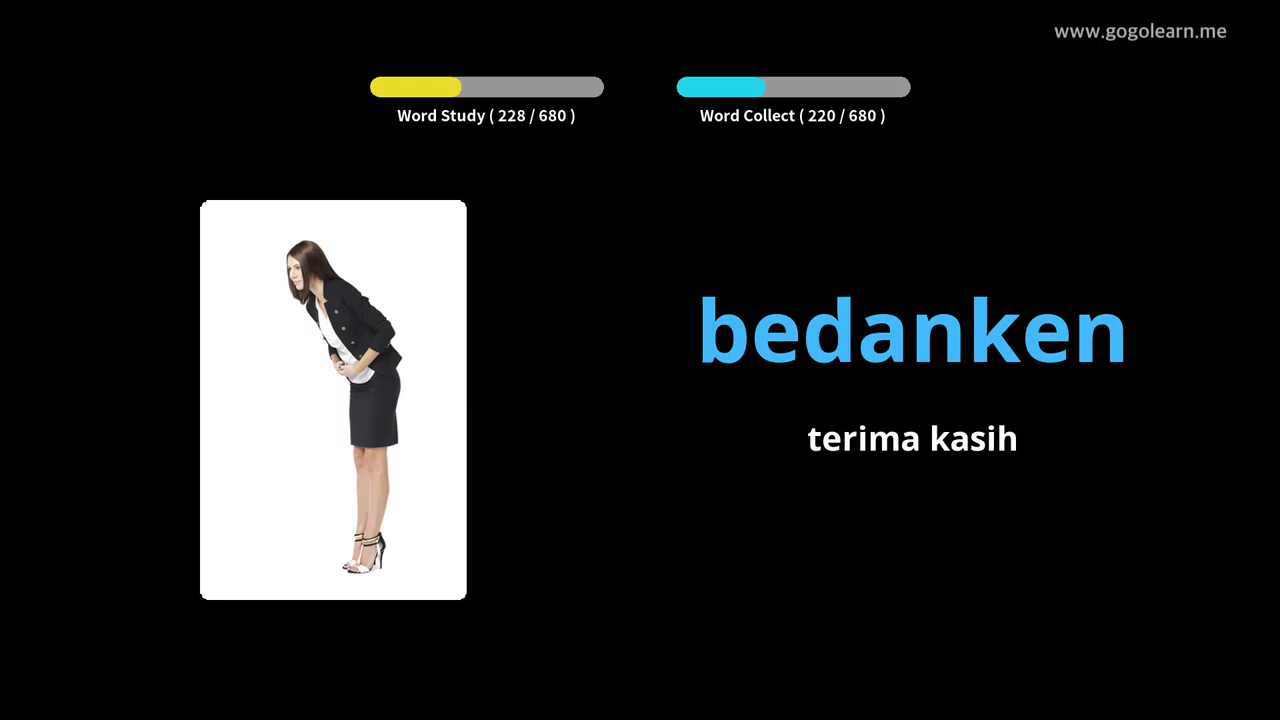 www.gogolearn.me
Word Study ( 228 / 680 )
Word Collect ( 220 / 680 )
bedanken
terima kasih